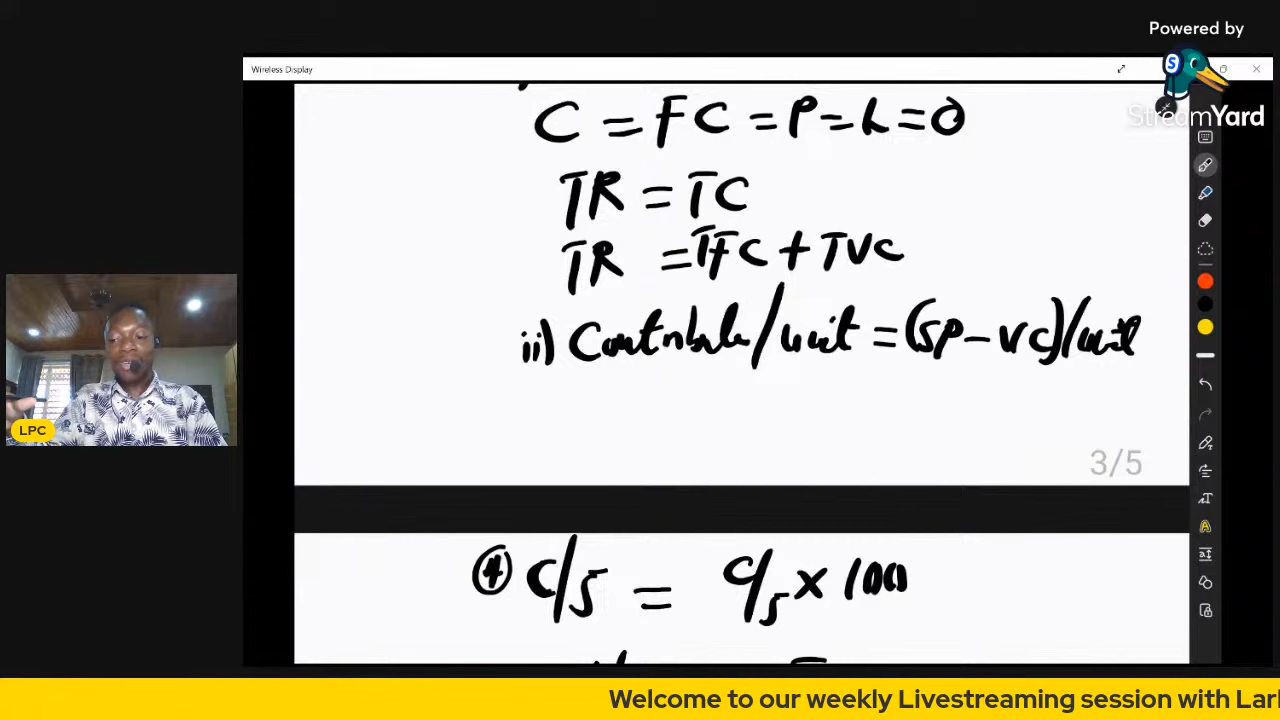 Powered by
StreamYard
Wireless Display
C = FC = P = L = 0
TR = TC
TR = TFC + TVC
ii) Contribution/unit = (SP - VC)/unit
3/5
④ C/S = C/S × 100
LPC
Welcome to our weekly Livestreaming session with Larl